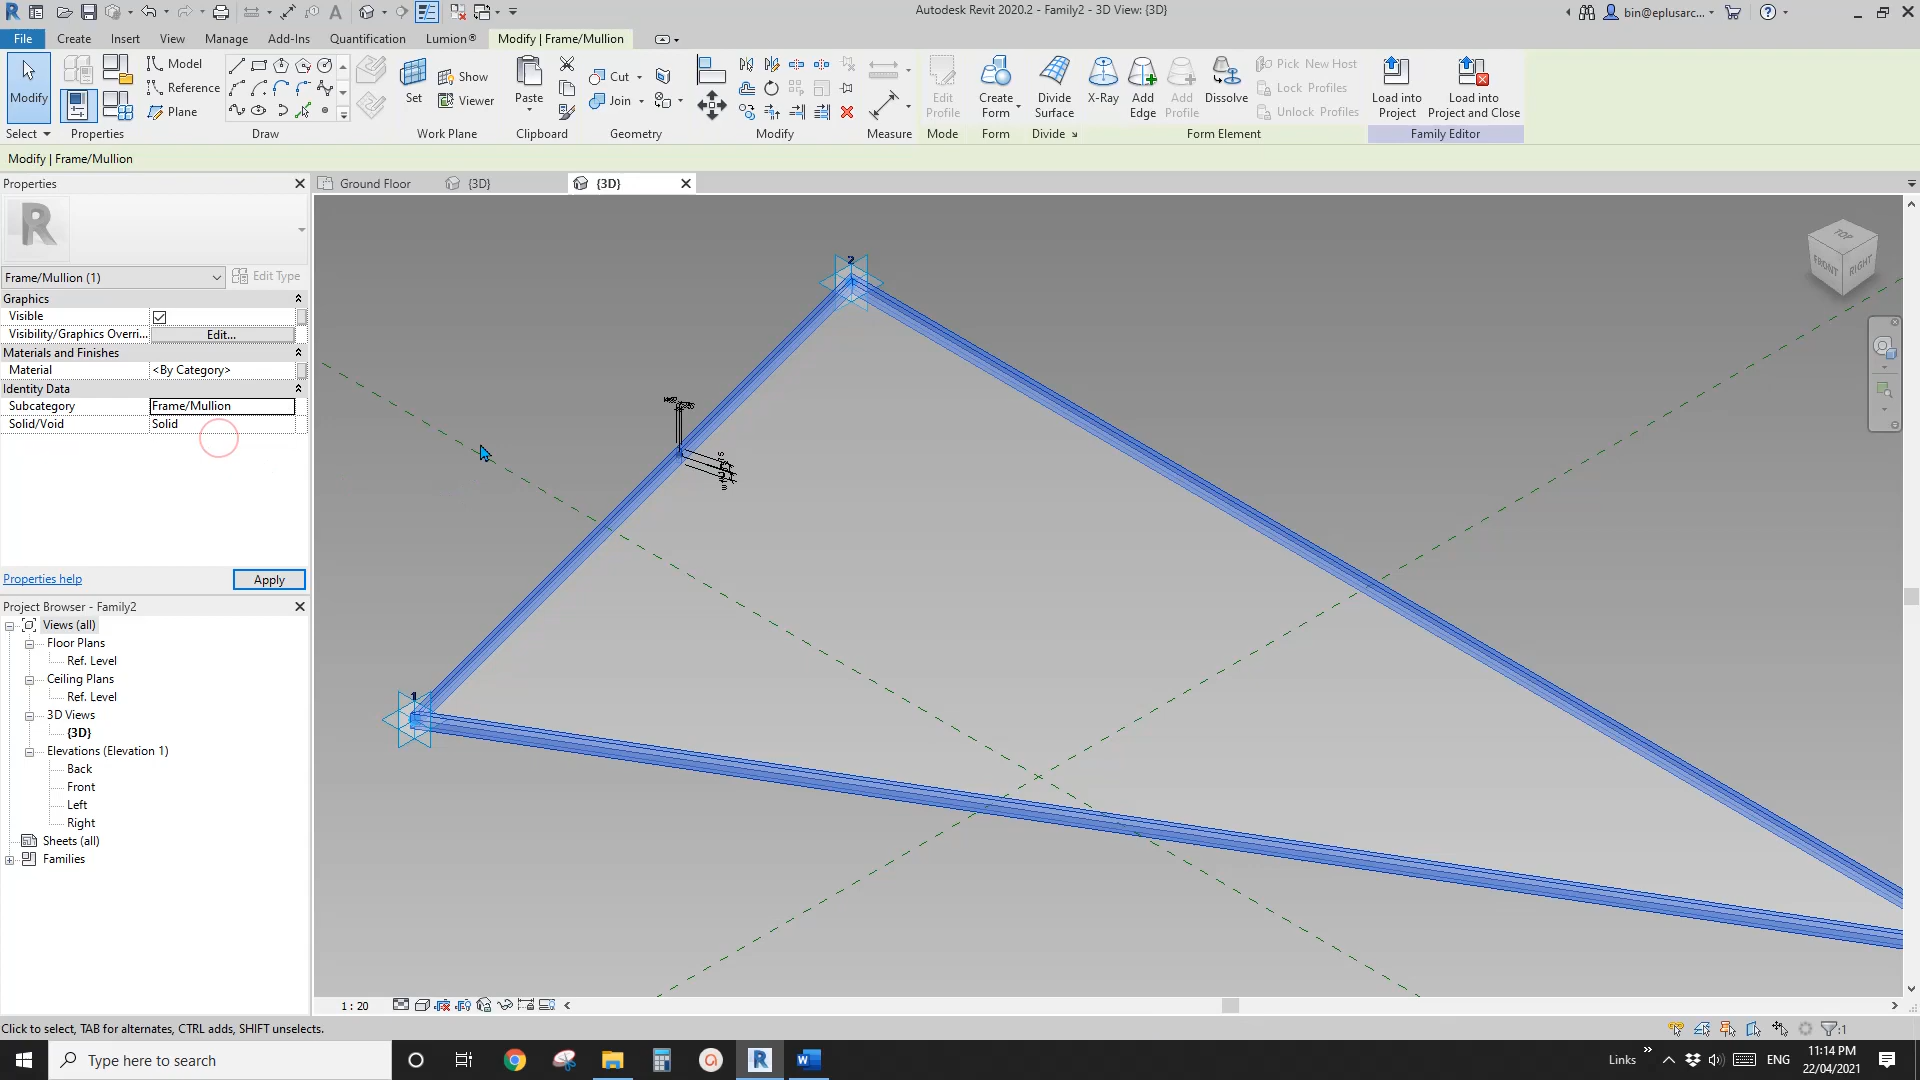 Autodesk Revit 2020.2 - Family2 - 3D View: {3D}
bin@eplusarc...
File
Create
Insert
View
Manage
Add-Ins
Quantification
Lumion®
Modify | Frame/Mullion
Modify
Select
Properties
Model
Reference
Plane
Draw
Set
Show
Viewer
Work Plane
Paste
Clipboard
Cut
Join
Geometry
Modify
Measure
Edit
Profile
Mode
Create
Form
Form
Divide
Surface
Divide
X-Ray
Add
Edge
Add
Profile
Dissolve
Pick New Host
Lock Profiles
Unlock Profiles
Form Element
Load into
Project
Load into
Project and Close
Family Editor
Modify | Frame/Mullion
Properties
Ground Floor
{3D}
{3D}
R
Frame/Mullion (1)
Edit Type
Graphics
Visible
Visibility/Graphics Overri...
Edit...
Materials and Finishes
Material
<By Category>
Identity Data
Subcategory
Frame/Mullion
Solid/Void
Solid
Properties help
Apply
Project Browser - Family2
Views (all)
Floor Plans
Ref. Level
Ceiling Plans
Ref. Level
3D Views
{3D}
Elevations (Elevation 1)
Back
Front
Left
Right
Sheets (all)
Families
2
1
TOP
FRONT
RIGHT
1 : 20
Click to select, TAB for alternates, CTRL adds, SHIFT unselects.
:1
Type here to search
Links
ENG
11:14 PM
22/04/2021